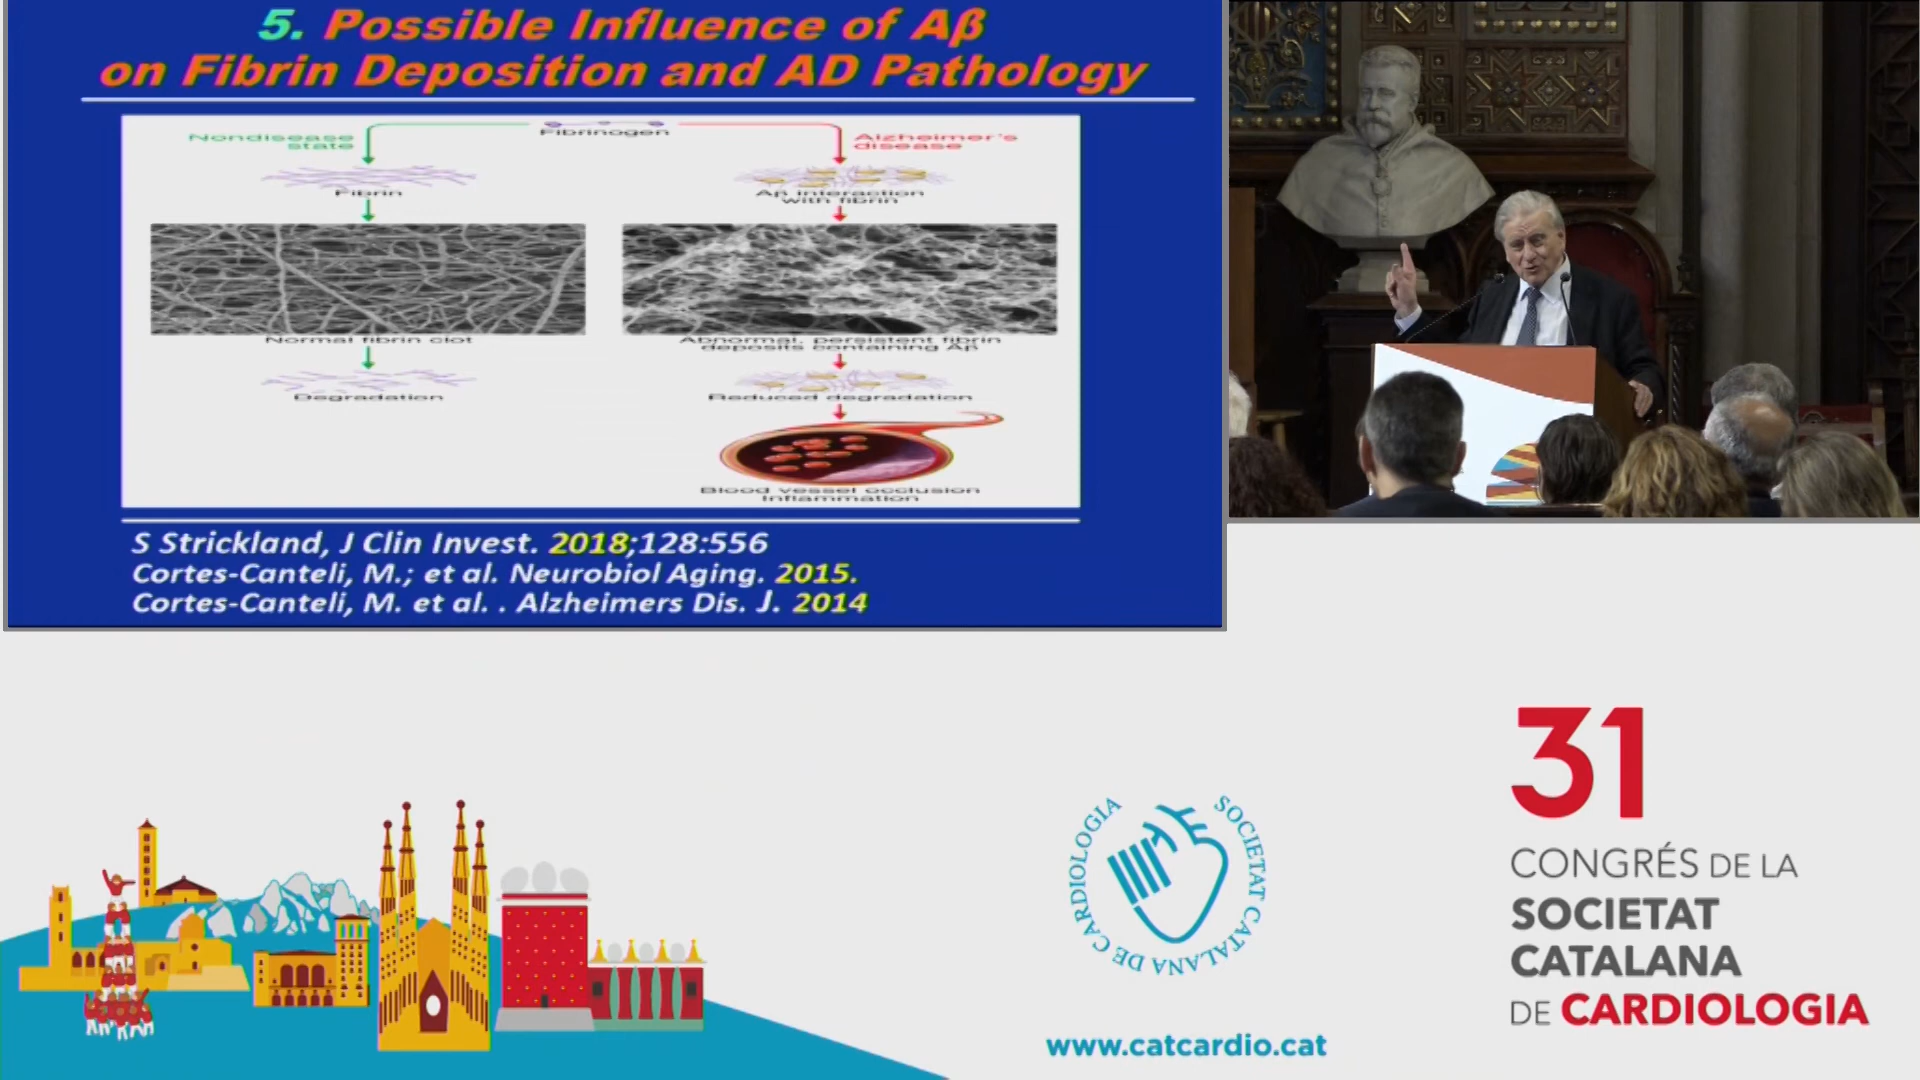 5. Possible Influence of Aβ
on Fibrin Deposition and AD Pathology
Nondisease
state
Fibrinogen
Alzheimer's
disease
Fibrin
Aβ interaction
with fibrin
Normal fibrin clot
Abnormal, persistent fibrin
deposits containing Aβ
Degradation
Reduced degradation
Blood vessel occlusion
Inflammation
S Strickland, J Clin Invest. 2018;128:556
Cortes-Canteli, M.; et al. Neurobiol Aging. 2015.
Cortes-Canteli, M. et al. . Alzheimers Dis. J. 2014
SOCIETAT CATALANA DE CARDIOLOGIA
www.catcardio.cat
31
CONGRÉS DE LA
SOCIETAT
CATALANA
DE CARDIOLOGIA